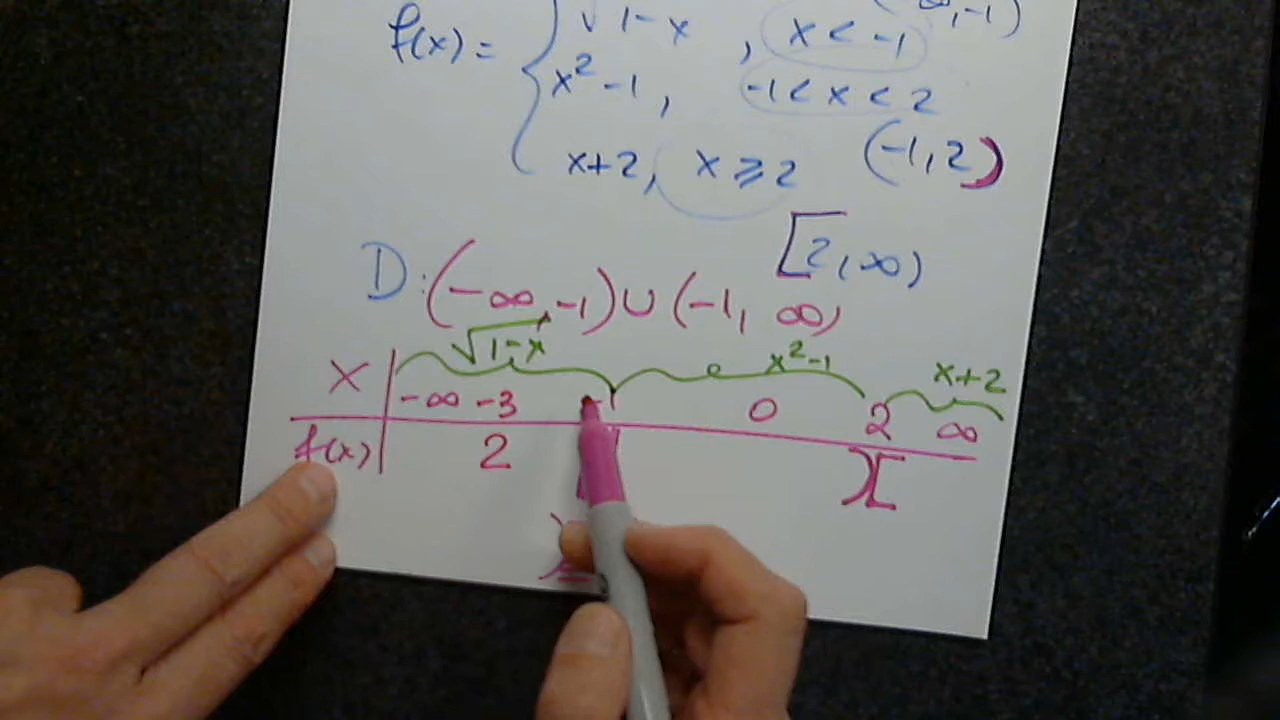 √1-x , x < -1 , -1)
f(x) = {
x² -1 , -1 < x < 2
x+2, x ≥ 2 (-1, 2)
[2, ∞)
D: (-∞, -1) ∪ (-1, ∞)
√1-x x²-1 x+2
x -∞ -3 0 2 ∞
f(x) 2